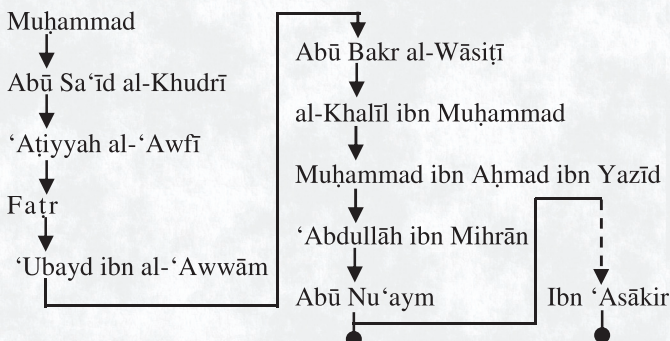 Muḥammad
Abū Sa‘īd al-Khudrī
‘Aṭiyyah al-‘Awfī
Faṭr
‘Ubayd ibn al-‘Awwām
Abū Bakr al-Wāsiṭī
al-Khalīl ibn Muḥammad
Muḥammad ibn Aḥmad ibn Yazīd
‘Abdullāh ibn Mihrān
Abū Nu‘aym
Ibn ‘Asākir